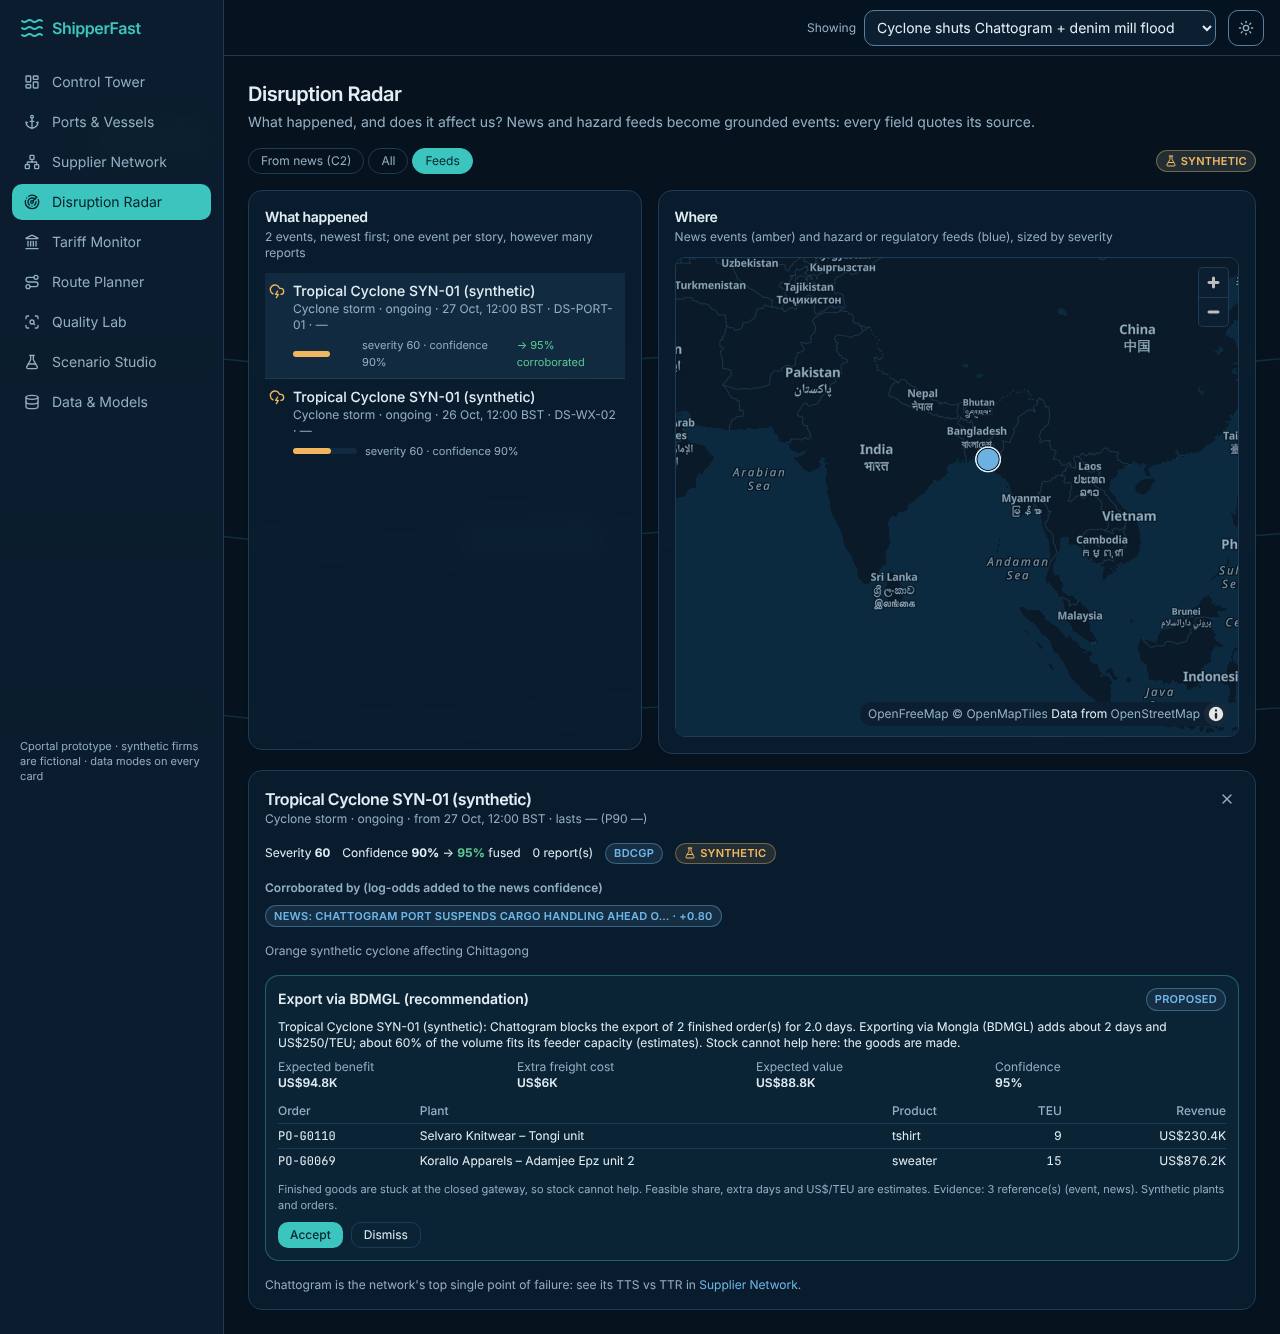 ShipperFast
Showing
Cyclone shuts Chattogram + denim mill flood
Control Tower
Ports & Vessels
Supplier Network
Disruption Radar
Tariff Monitor
Route Planner
Quality Lab
Scenario Studio
Data & Models
Cportal prototype · synthetic firms
are fictional · data modes on every
card
Disruption Radar
What happened, and does it affect us? News and hazard feeds become grounded events: every field quotes its source.
From news (C2)
All
Feeds
SYNTHETIC
What happened
2 events, newest first; one event per story, however many
reports
Tropical Cyclone SYN-01 (synthetic)
Cyclone storm · ongoing · 27 Oct, 12:00 BST · DS-PORT-
01 · —
severity 60 · confidence
90%
→ 95%
corroborated
Tropical Cyclone SYN-01 (synthetic)
Cyclone storm · ongoing · 26 Oct, 12:00 BST · DS-WX-02
· —
severity 60 · confidence 90%
Where
News events (amber) and hazard or regulatory feeds (blue), sized by severity
Uzbekistan
Кыргызстан
Turkmenistan
Tajikistan
Тоҷикистон
China
中国
Pakistan
پاکستان
Nepal
नेपाल
Bhutan
Bangladesh
বাংলাদেশ
India
भारत
Arabian
Sea
Laos
ປະເທດ
ລາວ
Myanmar
Vietnam
Cambodia
កម្ពុជា
Andaman
Sea
Sri Lanka
ශ්‍රී ලංකාව
இலங்கை
Malaysia
Brunei
بروني دارالسلام
Indonesi
Java
+
−
OpenFreeMap © OpenMapTiles Data from OpenStreetMap
Tropical Cyclone SYN-01 (synthetic)
Cyclone storm · ongoing · from 27 Oct, 12:00 BST · lasts — (P90 —)
Severity 60 Confidence 90% → 95% fused 0 report(s) BDCGP SYNTHETIC
Corroborated by (log-odds added to the news confidence)
NEWS: CHATTOGRAM PORT SUSPENDS CARGO HANDLING AHEAD O... · +0.80
Orange synthetic cyclone affecting Chittagong
Export via BDMGL (recommendation)
PROPOSED
Tropical Cyclone SYN-01 (synthetic): Chattogram blocks the export of 2 finished order(s) for 2.0 days. Exporting via Mongla (BDMGL) adds about 2 days and
US$250/TEU; about 60% of the volume fits its feeder capacity (estimates). Stock cannot help here: the goods are made.
Expected benefit Extra freight cost Expected value Confidence
US$94.8K US$6K US$88.8K 95%
Order Plant Product TEU Revenue
PO-G0110 Selvaro Knitwear – Tongi unit tshirt 9 US$230.4K
PO-G0069 Korallo Apparels – Adamjee Epz unit 2 sweater 15 US$876.2K
Finished goods are stuck at the closed gateway, so stock cannot help. Feasible share, extra days and US$/TEU are estimates. Evidence: 3 reference(s) (event, news). Synthetic plants
and orders.
Accept
Dismiss
Chattogram is the network's top single point of failure: see its TTS vs TTR in Supplier Network.